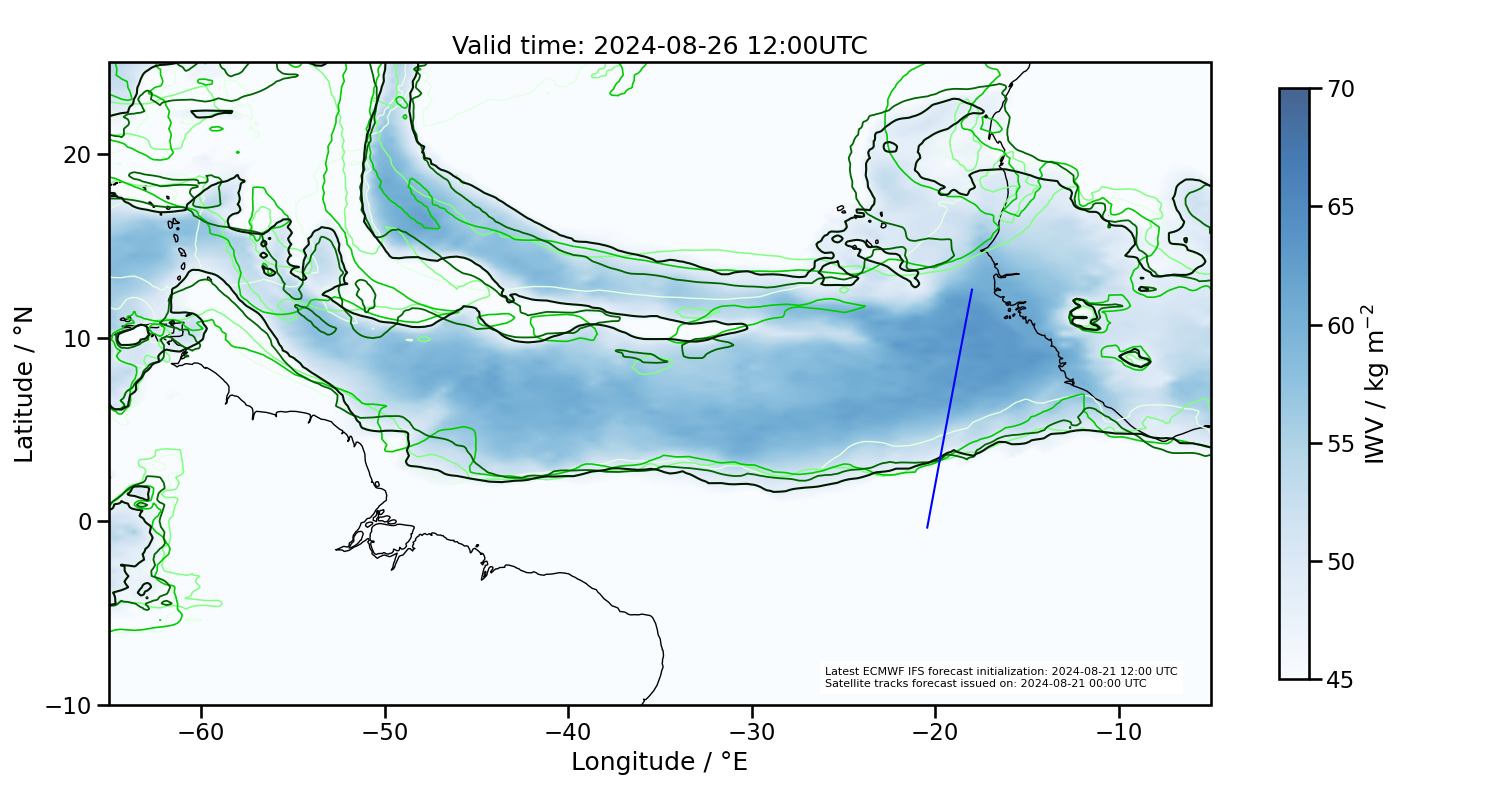 Valid time: 2024-08-26 12:00UTC
Latitude / °N
20
10
0
−10
−60
−50
−40
−30
−20
−10
Longitude / °E
Latest ECMWF IFS forecast initialization: 2024-08-21 12:00 UTC
Satellite tracks forecast issued on: 2024-08-21 00:00 UTC
70
65
60
55
50
45
IWV / kg m⁻²